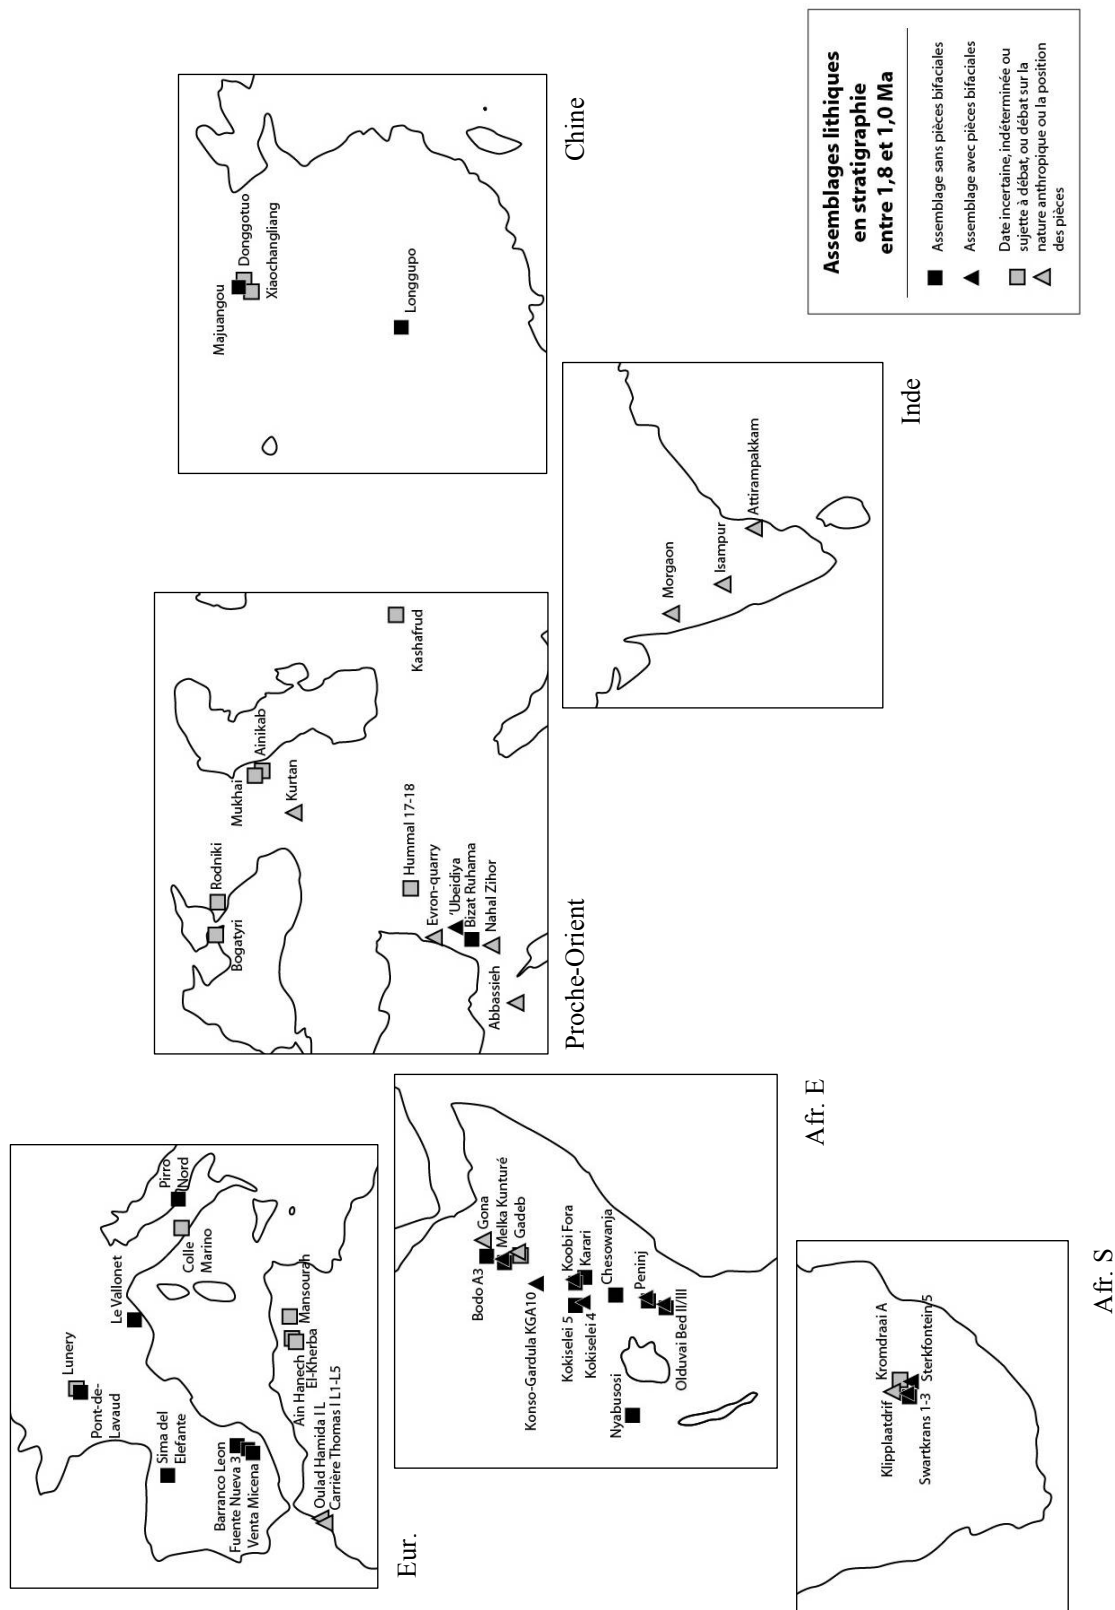 Lunery
Pont-de-
Lavaud
Le Vallonet
Pirro
Nord
Colle
Marino
Sima del
Elefante
Barranco Leon
Fuente Nueva 3
Venta Micena
Mansourah
Ain Hanech
El-Kherba
Oulad Hamida I L
Carrière Thomas I L1-L5
Eur.
Bogatyri
Rodniki
Mukhai
Ainikab
Kurtan
Kashafrud
Hummal 17-18
Evron-quarry
'Ubeidiya
Bizat Ruhama
Nahal Zihor
Abbassieh
Proche-Orient
Majuangou
Donggotuo
Xiaochangliang
Longgupo
Chine
Bodo A3
Gona
Melka Kunturé
Gadeb
Konso-Gardula KGA10
Kokiselei 5
Kokiselei 4
Koobi Fora
Karari
Chesowanja
Nyabusosi
Peninj
Olduvai Bed II/III
Afr. E
Morgaon
Isampur
Attirampakkam
Inde
Klipplaatdrif
Kromdraai A
Swartkrans 1-3
Sterkfontein 5
Afr. S
Assemblages lithiques
en stratigraphie
entre 1,8 et 1,0 Ma
Assemblage sans pièces bifaciales
Assemblage avec pièces bifaciales
Date incertaine, indéterminée ou
sujette à débat, ou débat sur la
nature anthropique ou la position
des pièces